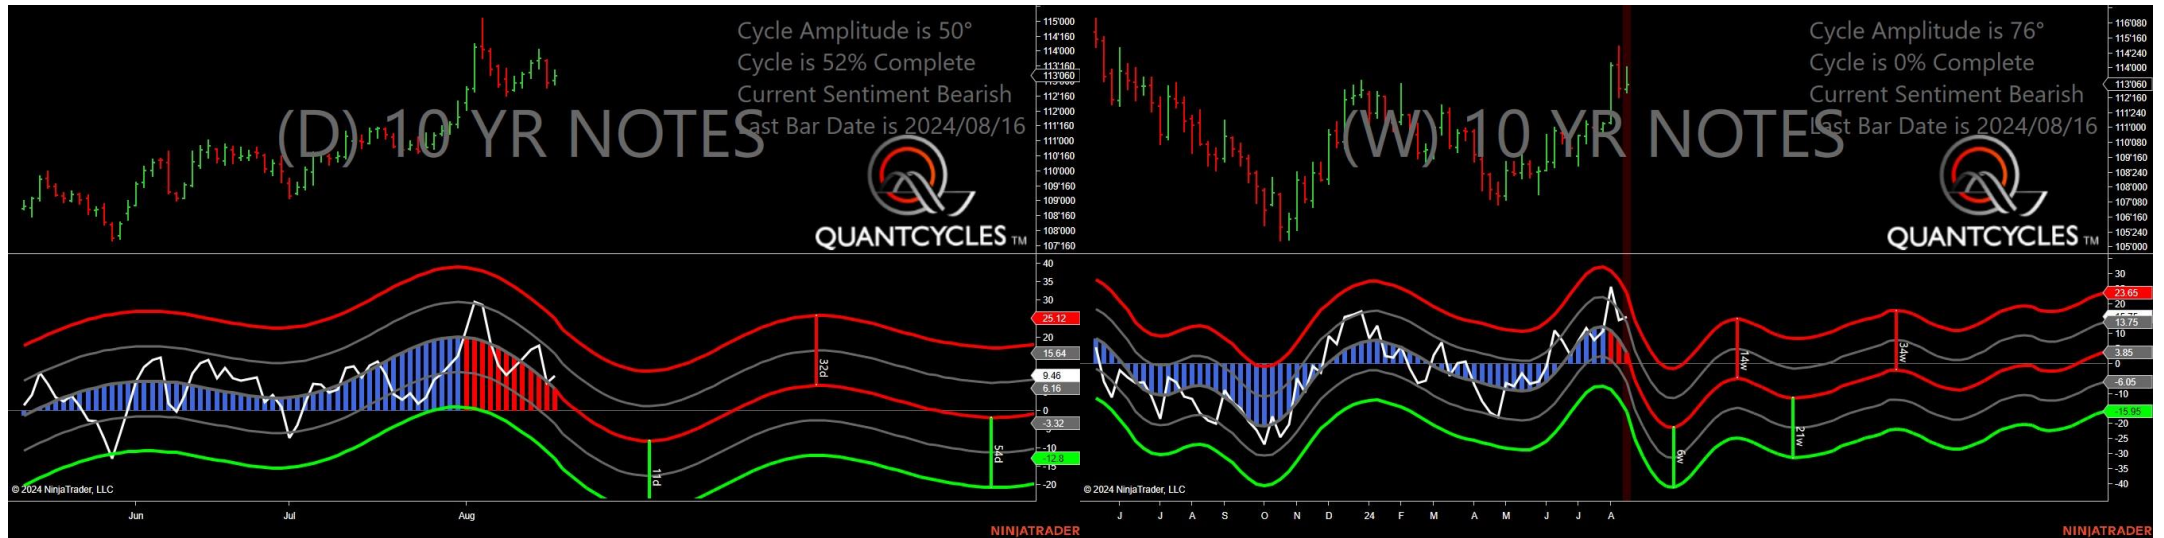 Cycle Amplitude is 50°
Cycle is 52% Complete
Current Sentiment Bearish
Last Bar Date is 2024/08/16
(D) 10 YR NOTES
QUANTCYCLES TM
115'000
114'160
114'000
113'160
113'060
112'160
112'000
111'160
111'000
110'160
110'000
109'160
109'000
108'160
108'000
107'160
40
35
30
25.12
20
15.64
9.46
6.16
0
-3.32
-10
-12.8
-15
-20
11d
32d
54d
© 2024 NinjaTrader, LLC
Jun
Jul
Aug
NINJATRADER
Cycle Amplitude is 76°
Cycle is 0% Complete
Current Sentiment Bearish
Last Bar Date is 2024/08/16
(W) 10 YR NOTES
QUANTCYCLES TM
116'080
115'160
114'240
114'000
113'060
112'160
111'240
111'000
110'080
109'160
108'240
108'000
107'080
106'160
105'240
105'000
30
23.65
20
13.75
10
3.85
0
-6.05
-10
-15.95
-20
-25
-30
-35
-40
6w
14w
21w
34w
© 2024 NinjaTrader, LLC
J
J
A
S
O
N
D
24
F
M
A
M
J
J
A
NINJATRADER